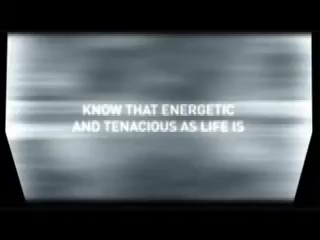 KNOW THAT ENERGETIC
AND TENACIOUS AS LIFE IS